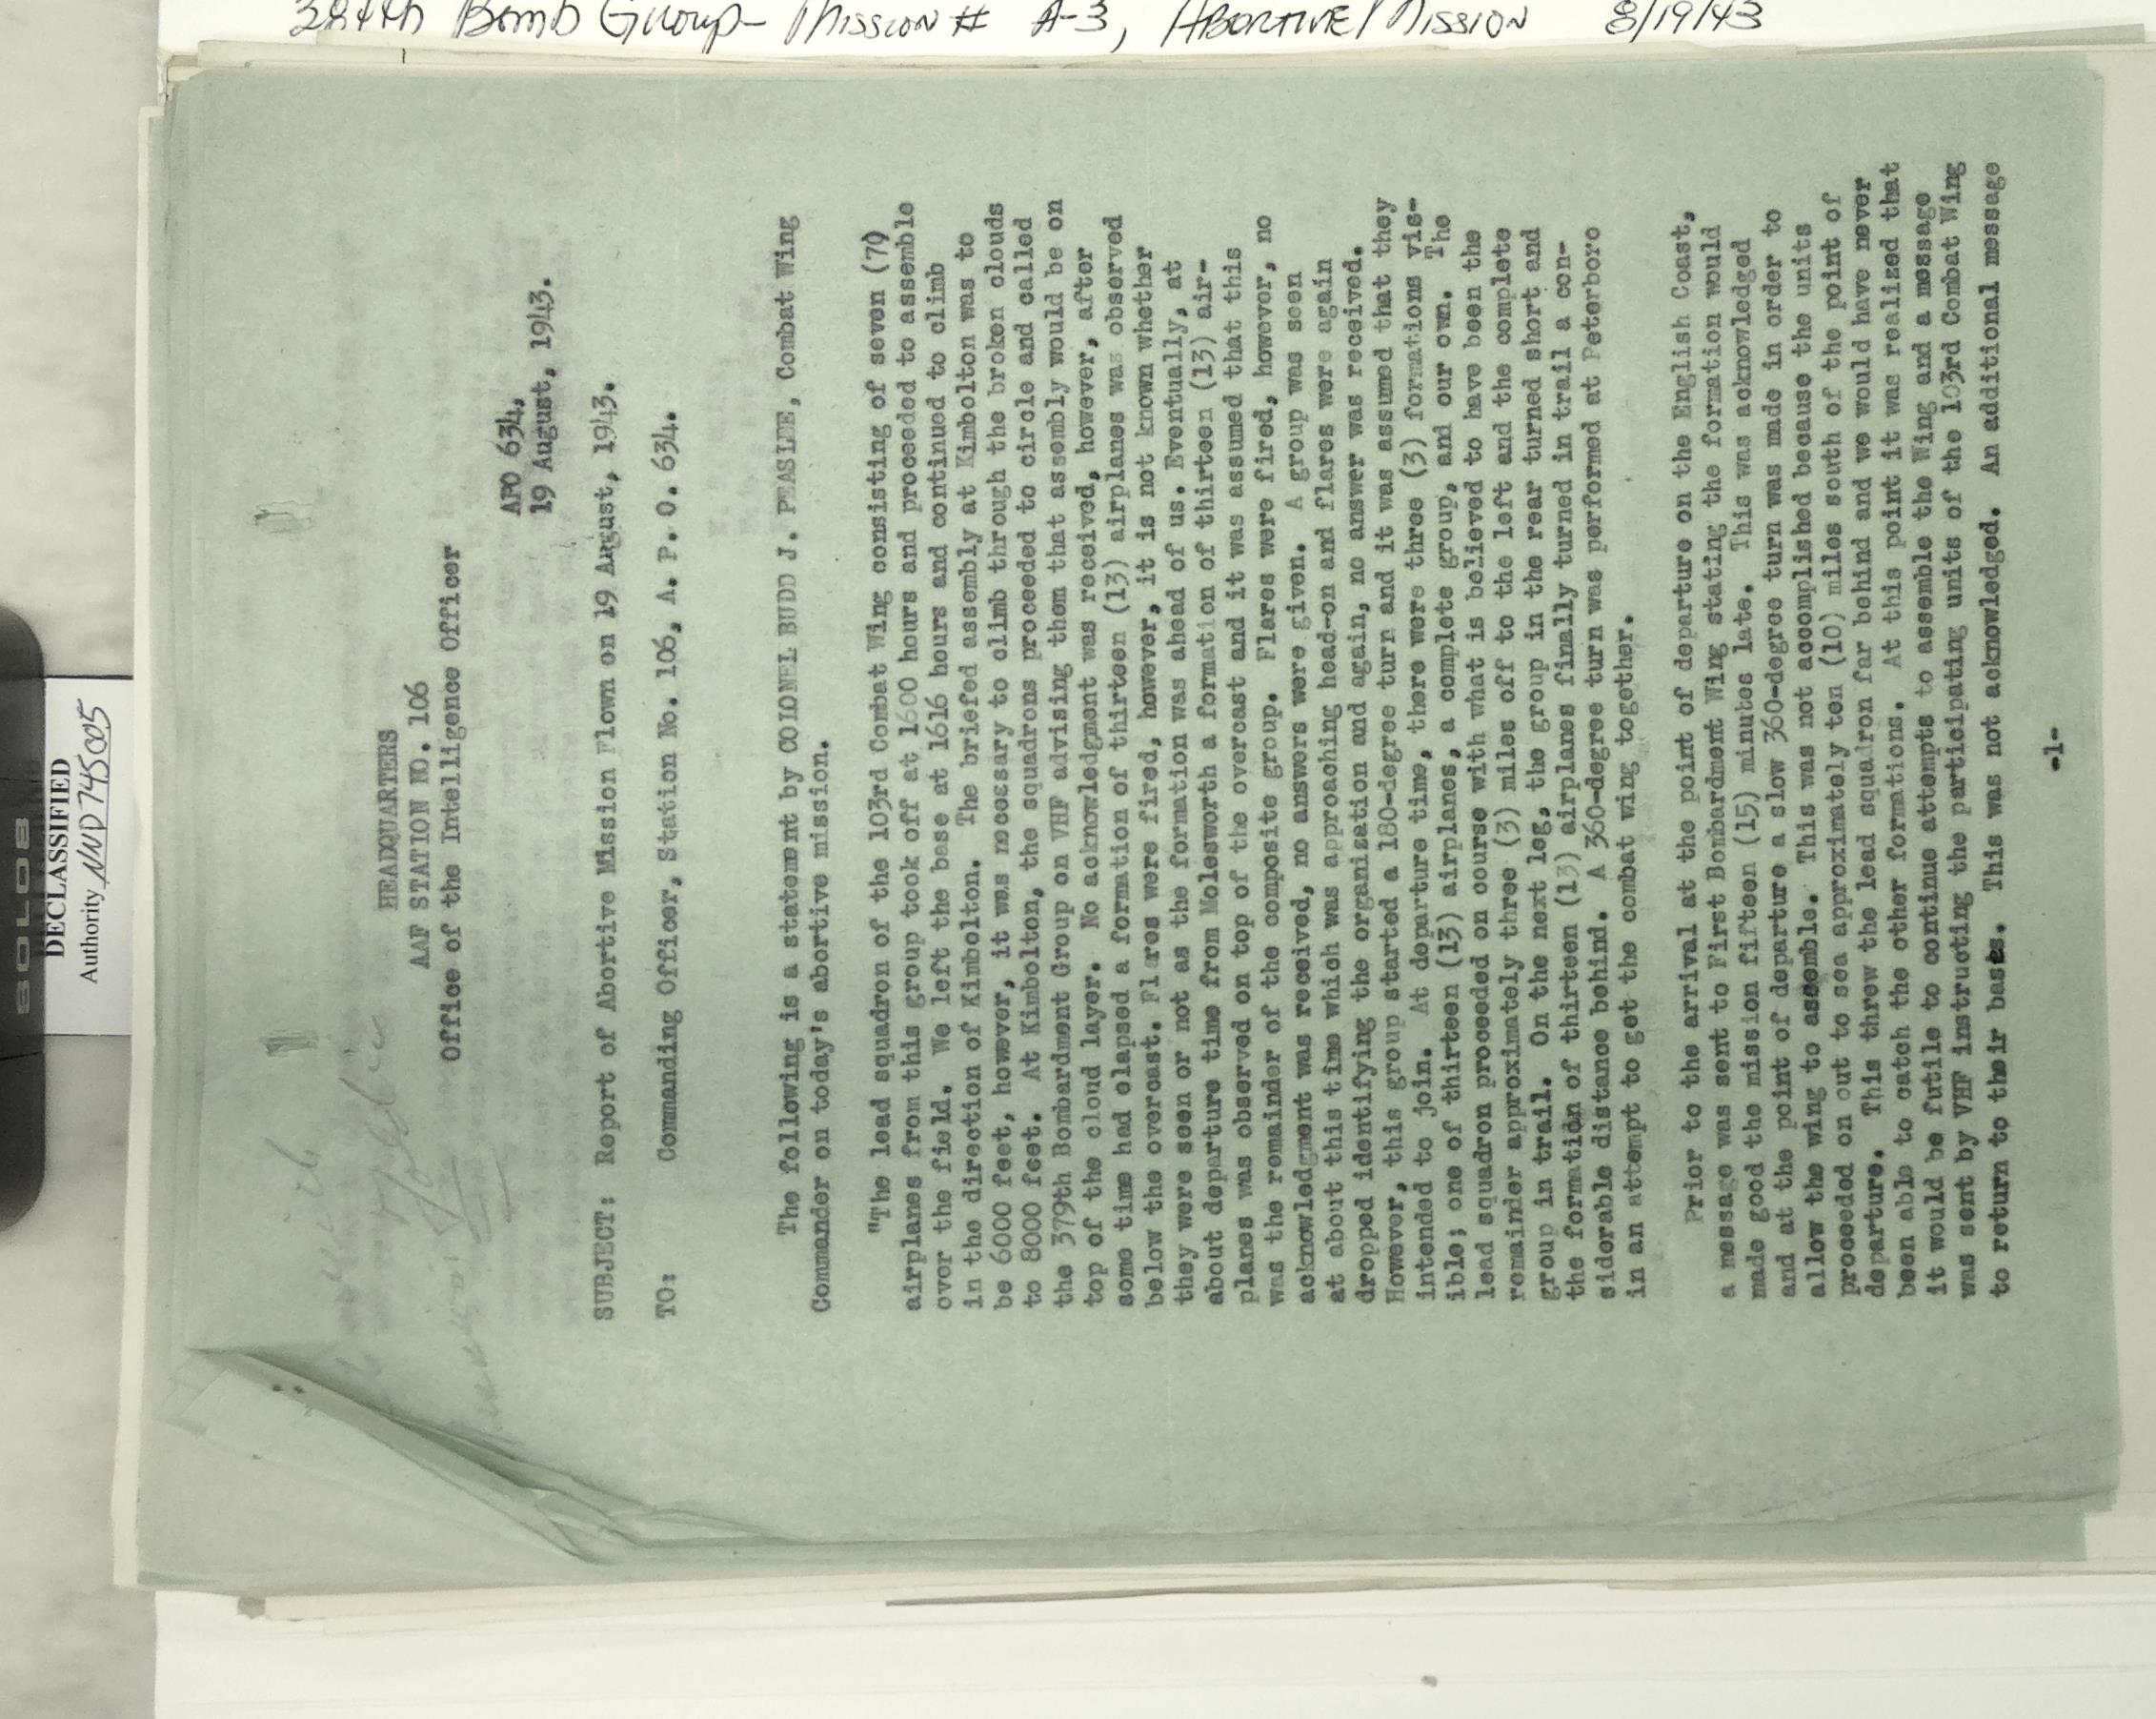 384th Bomb Group - Mission # A-3, Abortive Mission 8/19/43
SOLO8
DECLASSIFIED
Authority NND 745005
HEADQUARTERS
AAF STATION NO. 106
Office of the Intelligence Officer
APO 634,
19 August, 1943.
SUBJECT: Report of Abortive Mission Flown on 19 August, 1943.
TO: Commanding Officer, Station No. 106, A. P. O. 634.
The following is a statement by COLONEL BUDD J. PEASLEE, Combat Wing
Commander on today's abortive mission.
"The lead squadron of the 103rd Combat Wing consisting of seven (7)
airplanes from this group took off at 1600 hours and proceeded to assemble
over the field. We left the base at 1616 hours and continued to climb
in the direction of Kimbolton. The briefed assembly at Kimbolton was to
be 6000 feet, however, it was necessary to climb through the broken clouds
to 8000 feet. At Kimbolton, the squadrons proceeded to circle and called
the 379th Bombardment Group on VHF advising them that assembly would be on
top of the cloud layer. No acknowledgment was received, however, after
some time had elapsed a formation of thirteen (13) airplanes was observed
below the overcast. Flares were fired, however, it is not known whether
they were seen or not as the formation was ahead of us. Eventually, at
about departure time from Molesworth a formation of thirteen (13) air-
planes was observed on top of the overcast and it was assumed that this
was the remainder of the composite group. Flares were fired, however, no
acknowledgment was received, no answers were given. A group was seen
at about this time which was approaching head-on and flares were again
dropped identifying the organization and again, no answer was received.
However, this group started a 180-degree turn and it was assumed that they
intended to join. At departure time, there were three (3) formations vis-
ible; one of thirteen (13) airplanes, a complete group, and our own. The
lead squadron proceeded on course with what is believed to have been the
remainder approximately three (3) miles off to the left and the complete
group in trail. On the next leg, the group in the rear turned short and
the formation of thirteen (13) airplanes finally turned in trail a con-
siderable distance behind. A 360-degree turn was performed at Peterboro
in an attempt to get the combat wing together.
Prior to the arrival at the point of departure on the English Coast,
a message was sent to First Bombardment Wing stating the formation would
made good the mission fifteen (15) minutes late. This was acknowledged
and at the point of departure a slow 360-degree turn was made in order to
allow the wing to assemble. This was not accomplished because the units
proceeded on out to sea approximately ten (10) miles south of the point of
departure. This threw the lead squadron far behind and we would have never
been able to catch the other formations. At this point it was realized that
it would be futile to continue attempts to assemble the Wing and a message
was sent by VHF instructing the participating units of the 103rd Combat Wing
to return to their bases. This was not acknowledged. An additional message
-1-